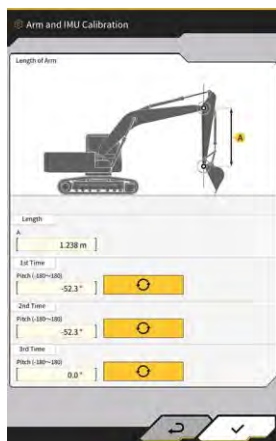 Arm and IMU Calibration
Length of Arm
A
Length
A
[ 1.238 m ]
1st Time
Pitch (-180~180)
[ -52.3 ° ]
2nd Time
Pitch (-180~180)
[ -52.3 ° ]
3rd Time
Pitch (-180~180)
[ 0.0 ° ]